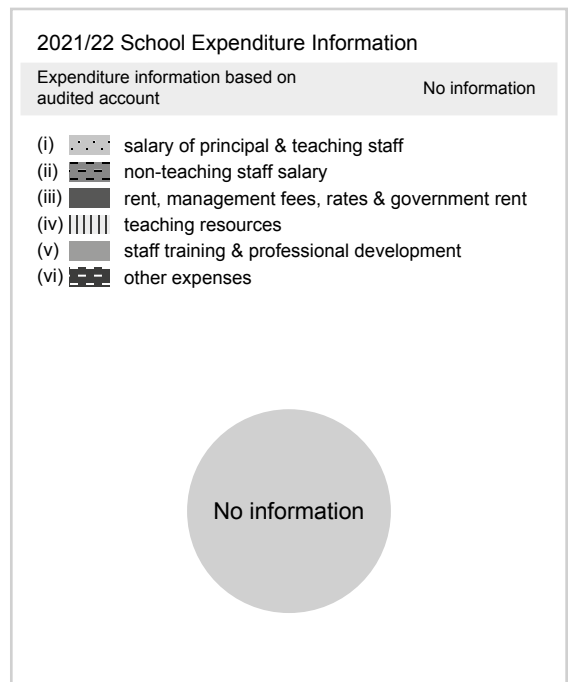 2021/22 School Expenditure Information
Expenditure information based on
audited account
No information
(i) salary of principal & teaching staff
(ii) non-teaching staff salary
(iii) rent, management fees, rates & government rent
(iv) teaching resources
(v) staff training & professional development
(vi) other expenses
No information